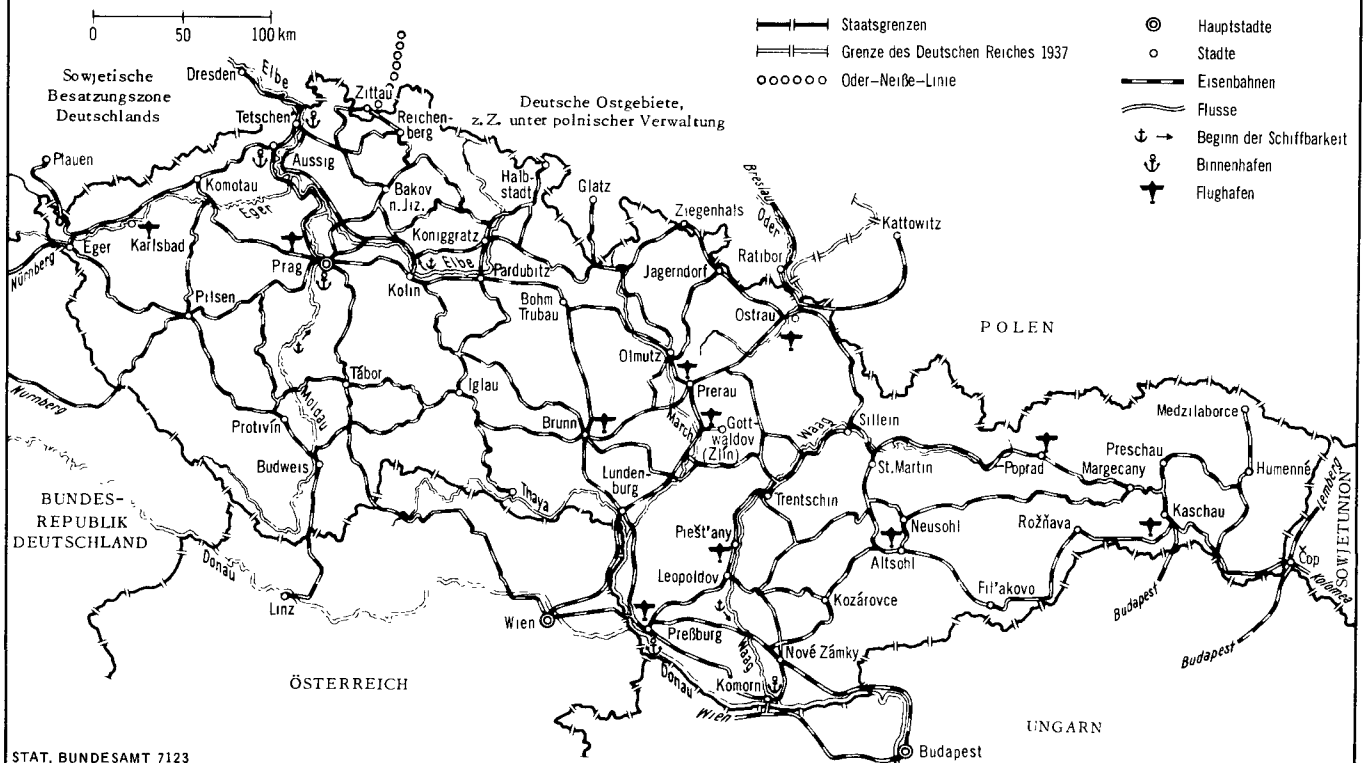 0 50 100 km
Staatsgrenzen
Grenze des Deutschen Reiches 1937
Oder-Neiße-Linie
Hauptstadte
Stadte
Eisenbahnen
Flusse
Beginn der Schiffbarkeit
Binnenhafen
Flughafen
Sowjetische
Besatzungszone
Deutschlands
Deutsche Ostgebiete,
z.Z. unter polnischer Verwaltung
Dresden
Elbe
Zittau
Tetschen
Reichen-
berg
Plauen
Aussig
Komotau
Bakov
n.Jiz.
Halb-
stadt
Glatz
Breslau
Oder
Ziegenhals
Kattowitz
Eger
Eger
Karlsbad
Koniggratz
Ratibor
Nürnberg
Prag
Elbe
Kolin
Pardubitz
Jagerndorf
Pilsen
Bohm
Trubau
Ostrau
POLEN
Olmutz
Nürnberg
Tábor
Iglau
Prerau
Moldau
Protivín
Brunn
March
Gott-
waldov
(Zlín)
Waag
Sillein
Medzilaborce
Budweis
Lunden-
burg
St.Martin
Poprad
Preschau
Margecany
Humenné
Lemberg
BUNDES-
REPUBLIK
DEUTSCHLAND
Thaya
Trentschin
Neusohl
Rožňava
Kaschau
SOWJETUNION
Donau
Piešt'any
Altsohl
Čop
Kolomea
Linz
Leopoldov
Kozárovce
Fil'akovo
Budapest
Wien
Preßburg
Budapest
Waag
Nové Zámky
ÖSTERREICH
Donau
Komorn
Wien
UNGARN
Budapest
STAT. BUNDESAMT 7123